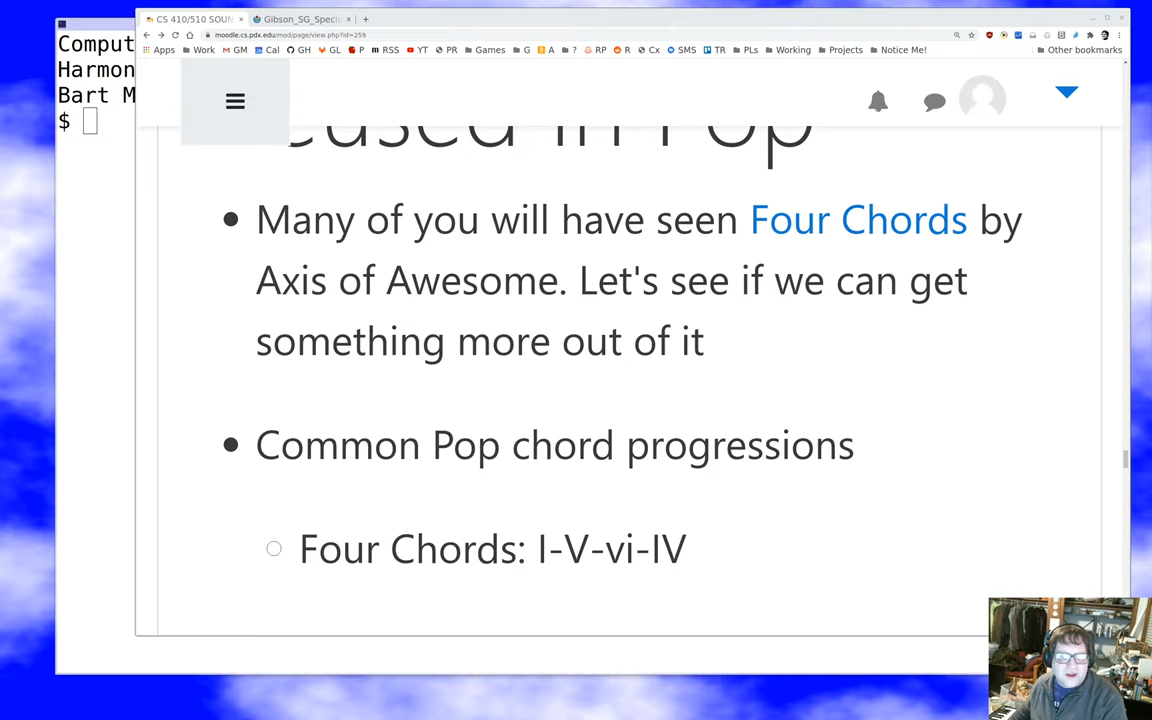 CS 410/510 SOUN
Gibson_SG_Specia
moodle.cs.pdx.edu/mod/page/view.php?id=259
Apps Work GM Cal GH GL P RSS YT PR Games G A ? RP R Cx SMS TR PLs Working Projects Notice Me! Other bookmarks
Comput
Harmon
Bart M
$
eused in Pop
Many of you will have seen Four Chords by
Axis of Awesome. Let's see if we can get
something more out of it
Common Pop chord progressions
Four Chords: I-V-vi-IV